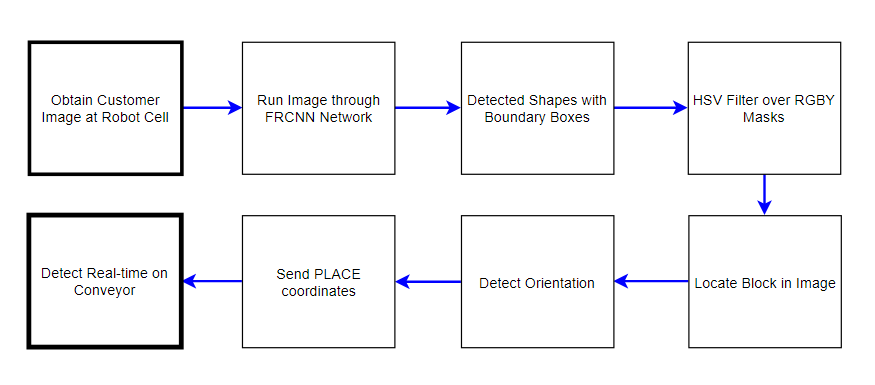 Obtain Customer
Image at Robot Cell
Run Image through
FRCNN Network
Detected Shapes with
Boundary Boxes
HSV Filter over RGBY
Masks
Detect Real-time on
Conveyor
Send PLACE
coordinates
Detect Orientation
Locate Block in Image